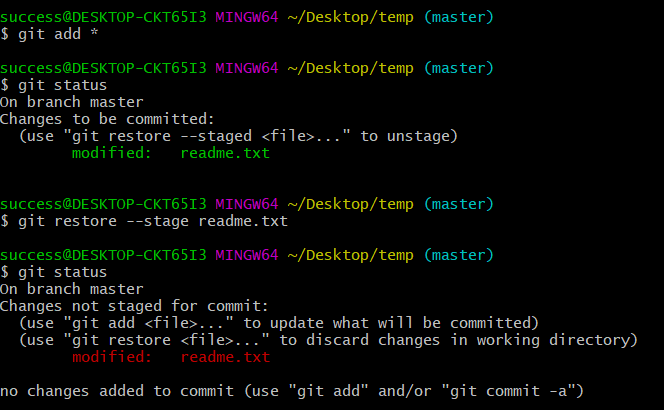 success@DESKTOP-CKT65I3 MINGW64 ~/Desktop/temp (master)
$ git add *
success@DESKTOP-CKT65I3 MINGW64 ~/Desktop/temp (master)
$ git status
On branch master
Changes to be committed:
  (use "git restore --staged <file>..." to unstage)
        modified:   readme.txt
success@DESKTOP-CKT65I3 MINGW64 ~/Desktop/temp (master)
$ git restore --stage readme.txt
success@DESKTOP-CKT65I3 MINGW64 ~/Desktop/temp (master)
$ git status
On branch master
Changes not staged for commit:
  (use "git add <file>..." to update what will be committed)
  (use "git restore <file>..." to discard changes in working directory)
        modified:   readme.txt
no changes added to commit (use "git add" and/or "git commit -a")